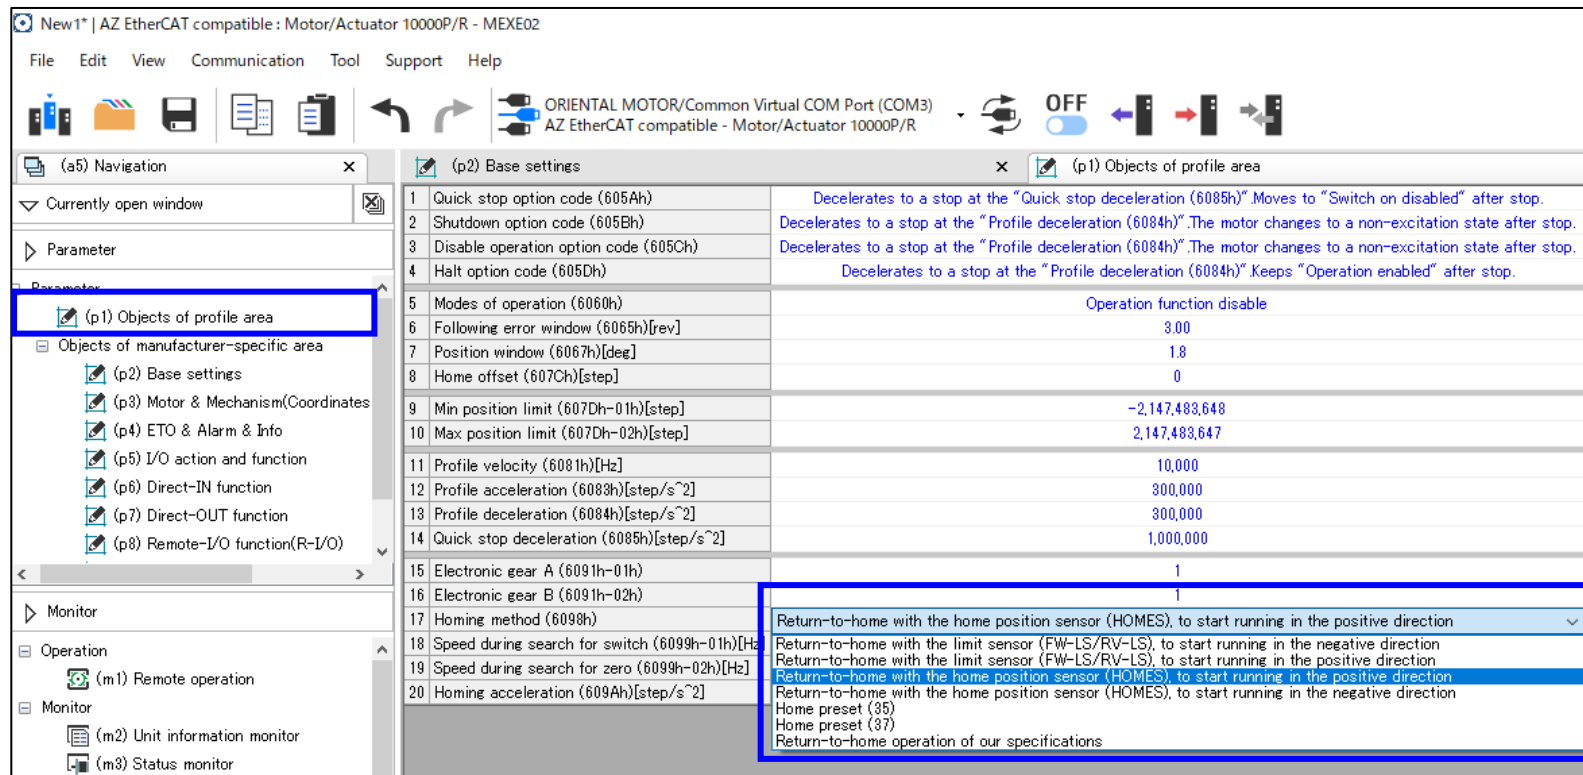 New1* | AZ EtherCAT compatible : Motor/Actuator 10000P/R - MEXE02
File Edit View Communication Tool Support Help
ORIENTAL MOTOR/Common Virtual COM Port (COM3)
AZ EtherCAT compatible - Motor/Actuator 10000P/R
OFF
(a5) Navigation
Currently open window
Parameter
Parameter
(p1) Objects of profile area
Objects of manufacturer-specific area
(p2) Base settings
(p3) Motor & Mechanism(Coordinates
(p4) ETO & Alarm & Info
(p5) I/O action and function
(p6) Direct-IN function
(p7) Direct-OUT function
(p8) Remote-I/O function(R-I/O)
Monitor
Operation
(m1) Remote operation
Monitor
(m2) Unit information monitor
(m3) Status monitor
(p2) Base settings
(p1) Objects of profile area
1 Quick stop option code (605Ah) Decelerates to a stop at the "Quick stop deceleration (6085h)".Moves to "Switch on disabled" after stop.
2 Shutdown option code (605Bh) Decelerates to a stop at the "Profile deceleration (6084h)".The motor changes to a non-excitation state after stop.
3 Disable operation option code (605Ch) Decelerates to a stop at the "Profile deceleration (6084h)".The motor changes to a non-excitation state after stop.
4 Halt option code (605Dh) Decelerates to a stop at the "Profile deceleration (6084h)".Keeps "Operation enabled" after stop.
5 Modes of operation (6060h) Operation function disable
6 Following error window (6065h)[rev] 3.00
7 Position window (6067h)[deg] 1.8
8 Home offset (607Ch)[step] 0
9 Min position limit (607Dh-01h)[step] -2,147,483,648
10 Max position limit (607Dh-02h)[step] 2,147,483,647
11 Profile velocity (6081h)[Hz] 10,000
12 Profile acceleration (6083h)[step/s^2] 300,000
13 Profile deceleration (6084h)[step/s^2] 300,000
14 Quick stop deceleration (6085h)[step/s^2] 1,000,000
15 Electronic gear A (6091h-01h) 1
16 Electronic gear B (6091h-02h) 1
17 Homing method (6098h) Return-to-home with the home position sensor (HOMES), to start running in the positive direction
18 Speed during search for switch (6099h-01h)[Hz]
19 Speed during search for zero (6099h-02h)[Hz]
20 Homing acceleration (609Ah)[step/s^2]
Return-to-home with the limit sensor (FW-LS/RV-LS), to start running in the negative direction
Return-to-home with the limit sensor (FW-LS/RV-LS), to start running in the positive direction
Return-to-home with the home position sensor (HOMES), to start running in the positive direction
Return-to-home with the home position sensor (HOMES), to start running in the negative direction
Home preset (35)
Home preset (37)
Return-to-home operation of our specifications